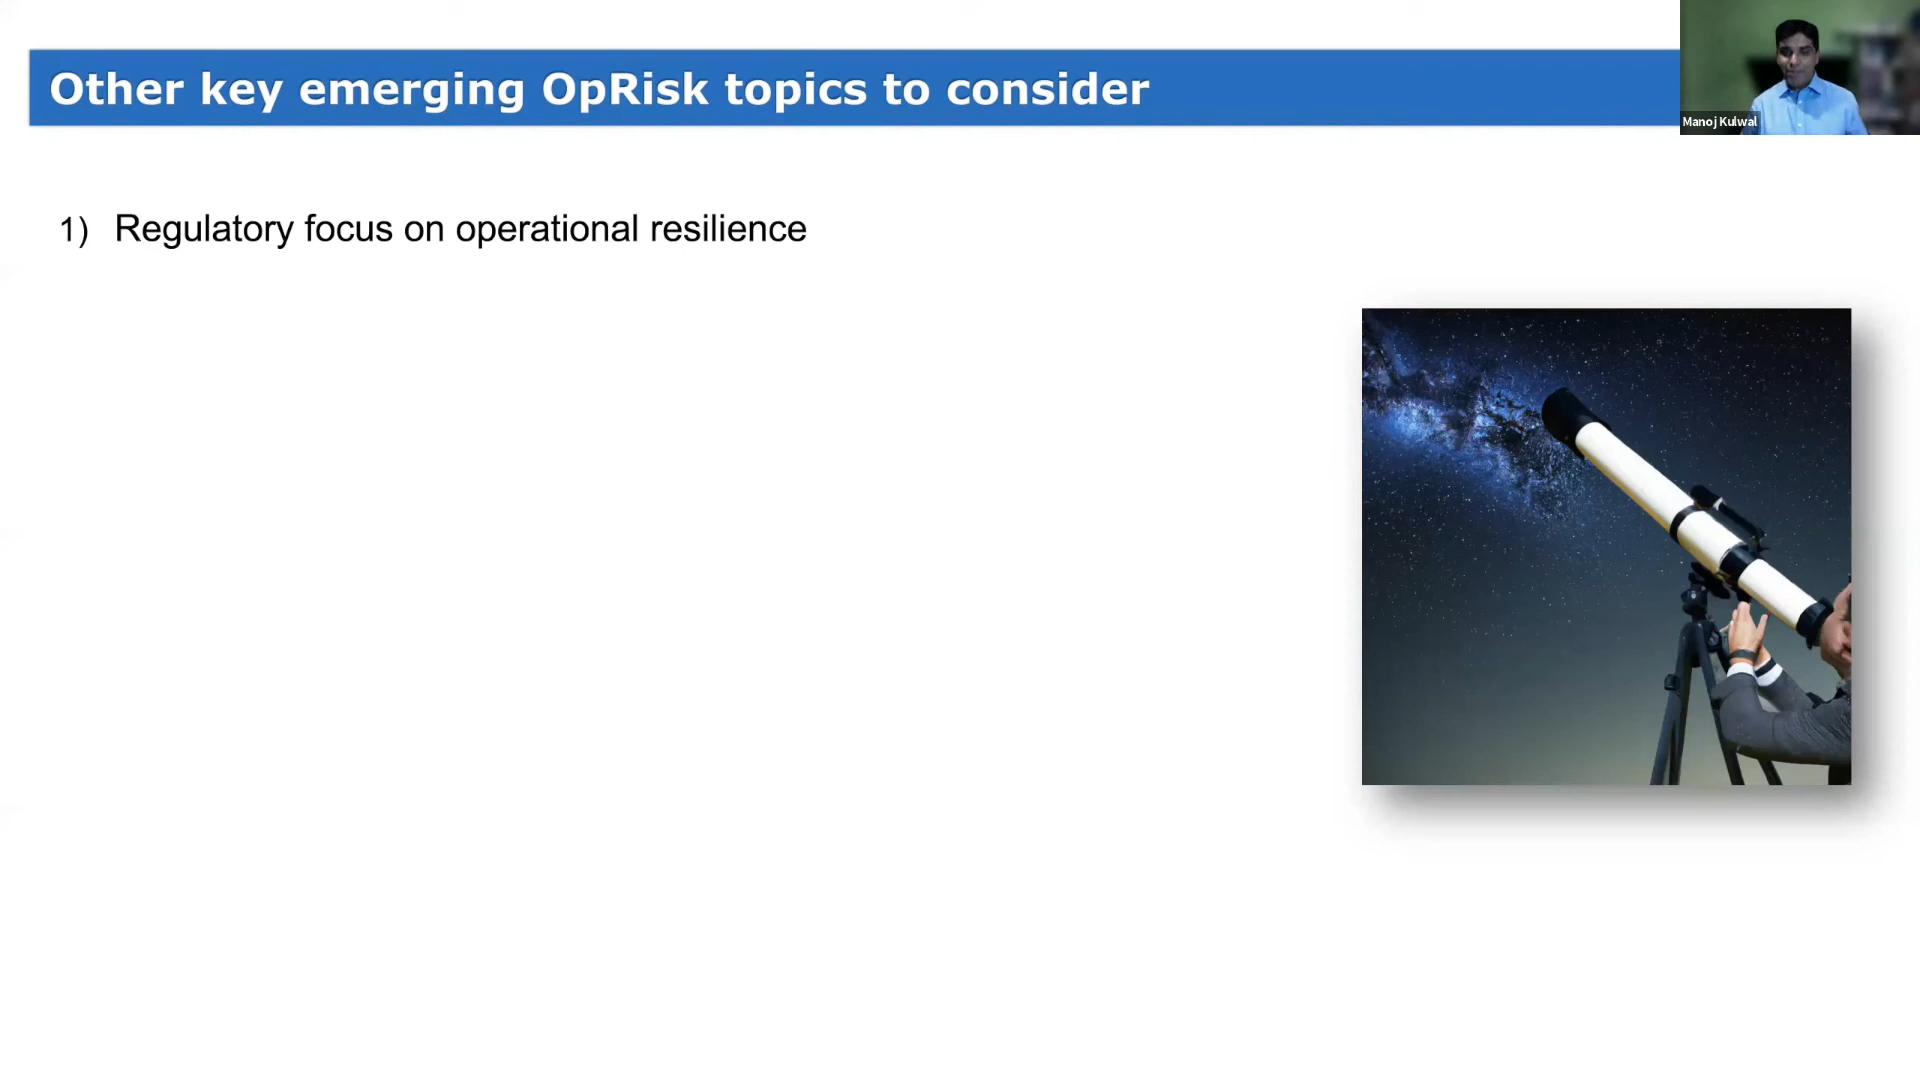 Other key emerging OpRisk topics to consider
Manoj Kulwal
1) Regulatory focus on operational resilience